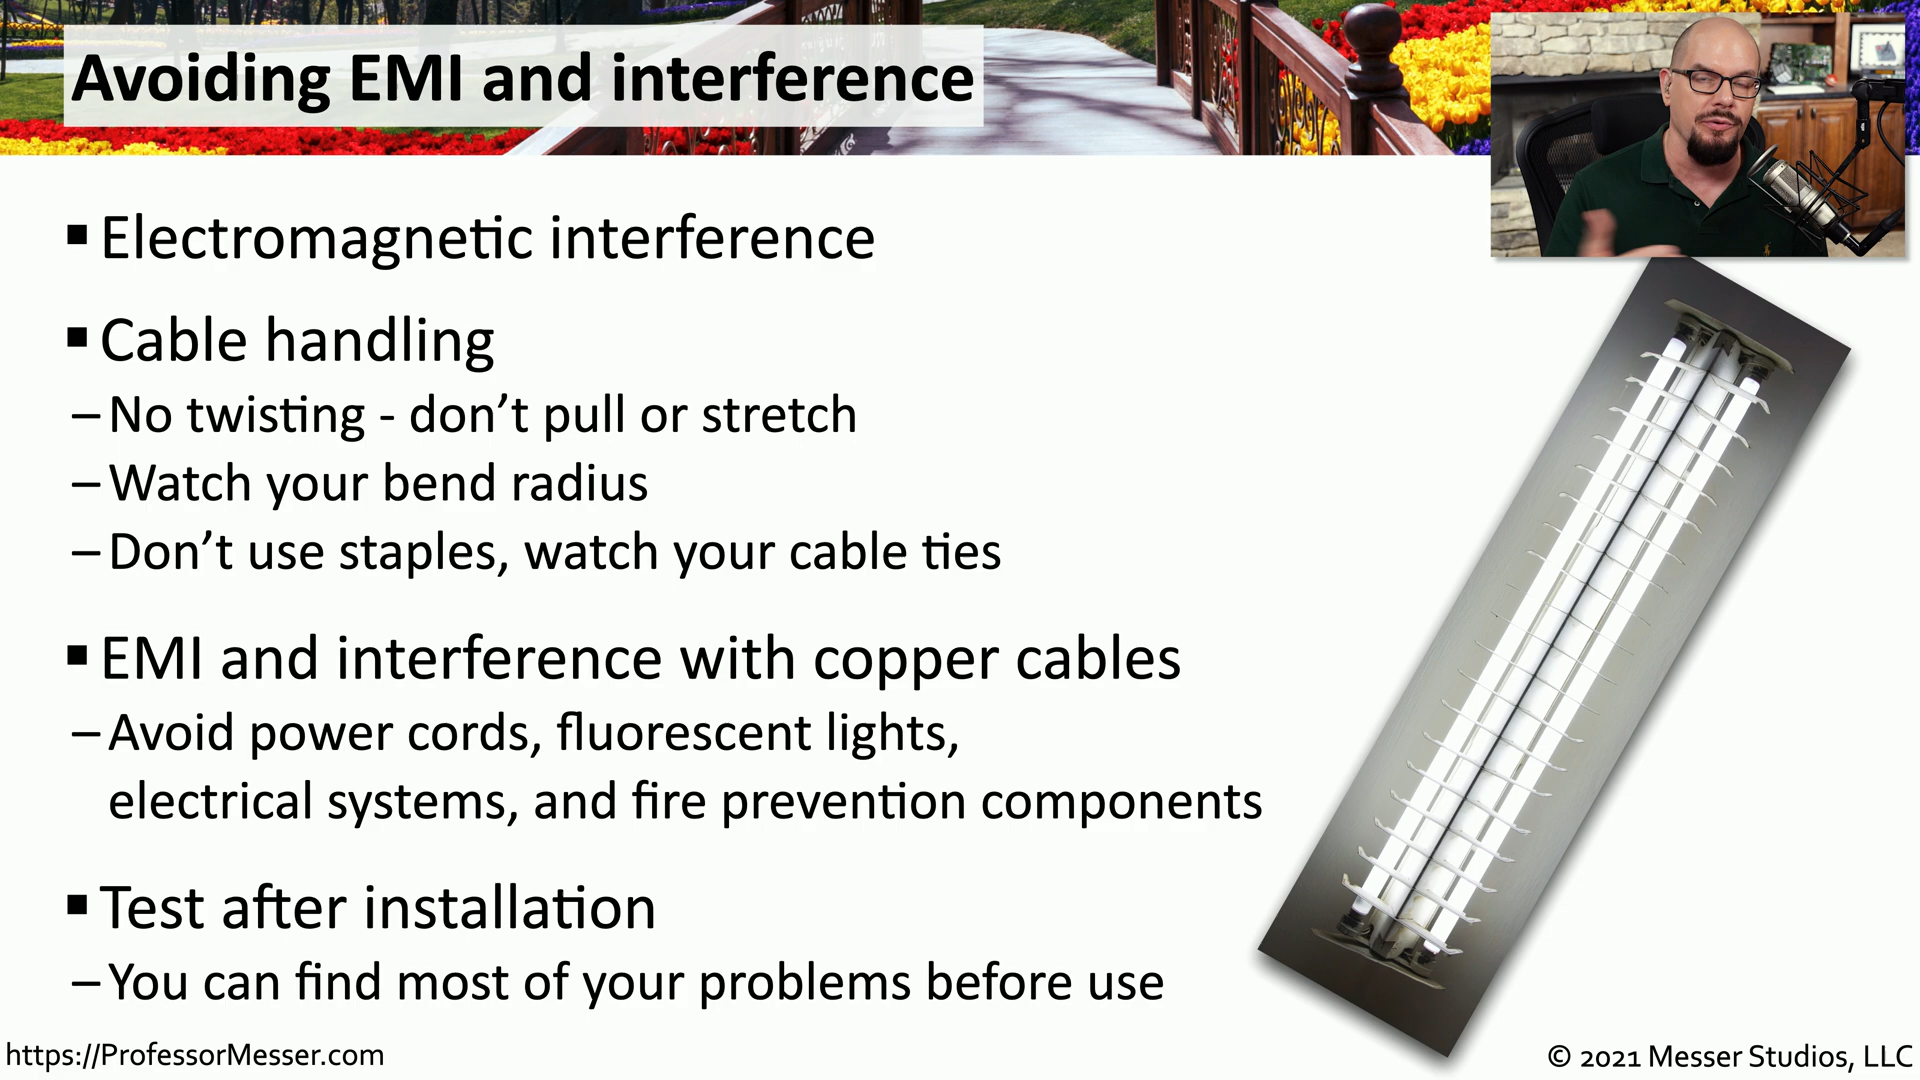 Avoiding EMI and interference
▪ Electromagnetic interference
▪ Cable handling
– No twisting - don’t pull or stretch
– Watch your bend radius
– Don’t use staples, watch your cable ties
▪ EMI and interference with copper cables
– Avoid power cords, fluorescent lights,
electrical systems, and fire prevention components
▪ Test after installation
– You can find most of your problems before use
https://ProfessorMesser.com
© 2021 Messer Studios, LLC